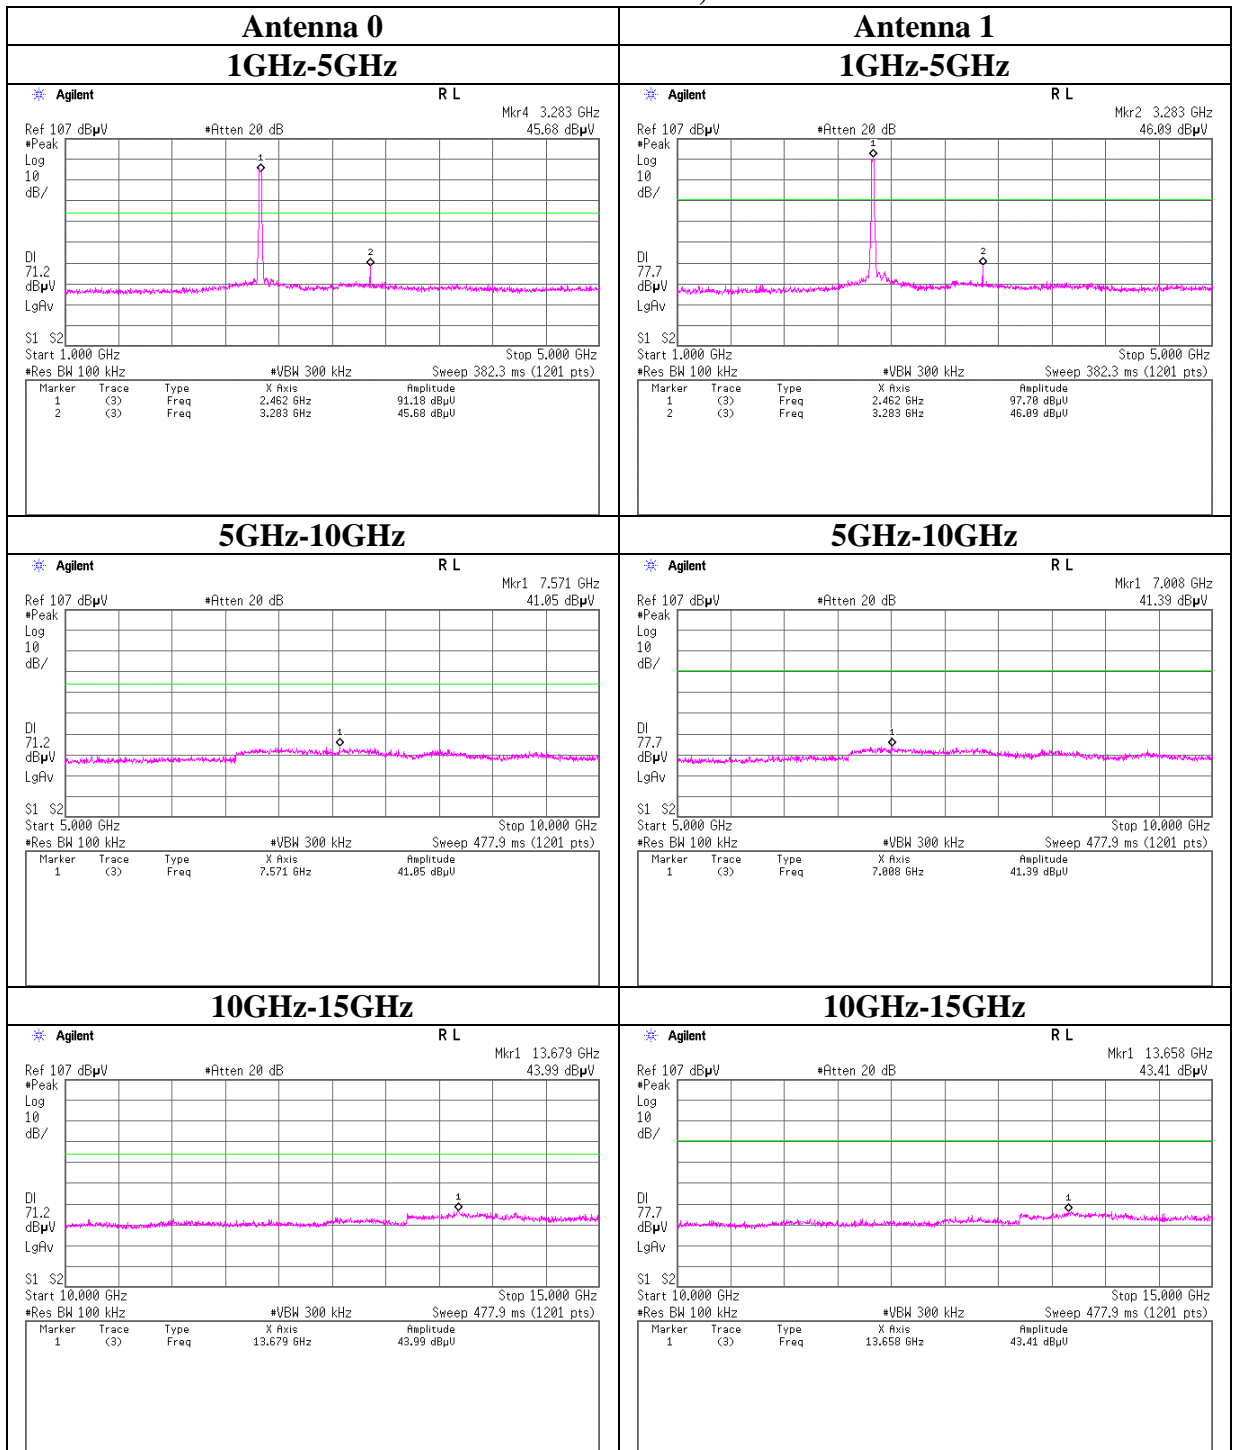 Antenna 0
Antenna 1
1GHz-5GHz
1GHz-5GHz
Agilent
R L
Mkr4 3.283 GHz
Ref 107 dBµV
#Atten 20 dB
45.68 dBµV
#Peak
Log
10
dB/
1
2
DI
71.2
dBµV
LgAv
S1 S2
Start 1.000 GHz
Stop 5.000 GHz
#Res BW 100 kHz
#VBW 300 kHz
Sweep 382.3 ms (1201 pts)
Marker Trace Type X Axis Amplitude
1 (3) Freq 2.462 GHz 91.18 dBµV
2 (3) Freq 3.283 GHz 45.68 dBµV
Agilent
R L
Mkr2 3.283 GHz
Ref 107 dBµV
#Atten 20 dB
46.09 dBµV
#Peak
Log
10
dB/
1
2
DI
77.7
dBµV
LgAv
S1 S2
Start 1.000 GHz
Stop 5.000 GHz
#Res BW 100 kHz
#VBW 300 kHz
Sweep 382.3 ms (1201 pts)
Marker Trace Type X Axis Amplitude
1 (3) Freq 2.462 GHz 97.70 dBµV
2 (3) Freq 3.283 GHz 46.09 dBµV
5GHz-10GHz
5GHz-10GHz
Agilent
R L
Mkr1 7.571 GHz
Ref 107 dBµV
#Atten 20 dB
41.05 dBµV
#Peak
Log
10
dB/
1
DI
71.2
dBµV
LgAv
S1 S2
Start 5.000 GHz
Stop 10.000 GHz
#Res BW 100 kHz
#VBW 300 kHz
Sweep 477.9 ms (1201 pts)
Marker Trace Type X Axis Amplitude
1 (3) Freq 7.571 GHz 41.05 dBµV
Agilent
R L
Mkr1 7.008 GHz
Ref 107 dBµV
#Atten 20 dB
41.39 dBµV
#Peak
Log
10
dB/
1
DI
77.7
dBµV
LgAv
S1 S2
Start 5.000 GHz
Stop 10.000 GHz
#Res BW 100 kHz
#VBW 300 kHz
Sweep 477.9 ms (1201 pts)
Marker Trace Type X Axis Amplitude
1 (3) Freq 7.008 GHz 41.39 dBµV
10GHz-15GHz
10GHz-15GHz
Agilent
R L
Mkr1 13.679 GHz
Ref 107 dBµV
#Atten 20 dB
43.99 dBµV
#Peak
Log
10
dB/
1
DI
71.2
dBµV
LgAv
S1 S2
Start 10.000 GHz
Stop 15.000 GHz
#Res BW 100 kHz
#VBW 300 kHz
Sweep 477.9 ms (1201 pts)
Marker Trace Type X Axis Amplitude
1 (3) Freq 13.679 GHz 43.99 dBµV
Agilent
R L
Mkr1 13.658 GHz
Ref 107 dBµV
#Atten 20 dB
43.41 dBµV
#Peak
Log
10
dB/
1
DI
77.7
dBµV
LgAv
S1 S2
Start 10.000 GHz
Stop 15.000 GHz
#Res BW 100 kHz
#VBW 300 kHz
Sweep 477.9 ms (1201 pts)
Marker Trace Type X Axis Amplitude
1 (3) Freq 13.658 GHz 43.41 dBµV